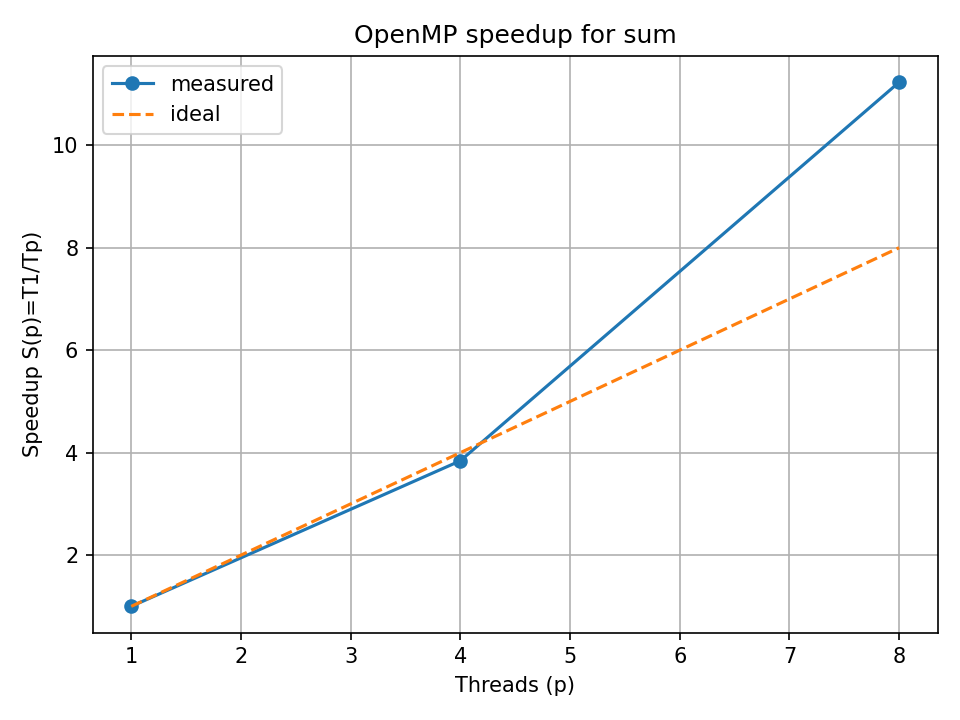 OpenMP speedup for sum
measured
ideal
Speedup S(p)=T1/Tp)
10
8
6
4
2
1 2 3 4 5 6 7 8
Threads (p)